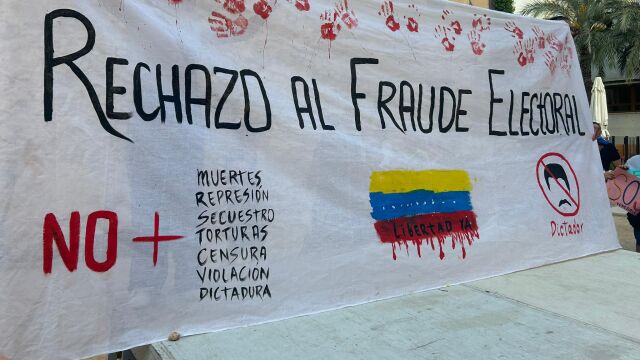 RECHAZO AL FRAUDE ELECTORAL
NO +
MUERTES
REPRESIÓN
SECUESTRO
TORTURAS
CENSURA
VIOLACIÓN
DICTADURA
Libertad YA
Dictador